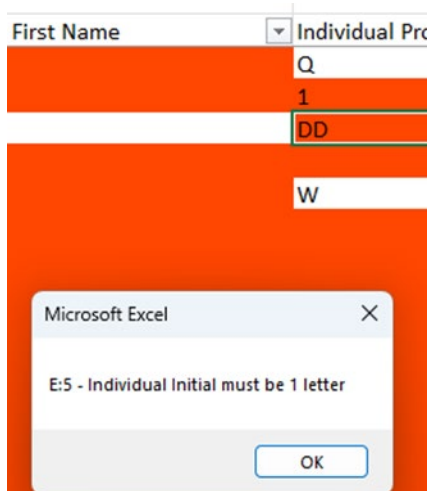 First Name Individual Pro
Q
1
DD
W
Microsoft Excel
E:5 - Individual Initial must be 1 letter
OK